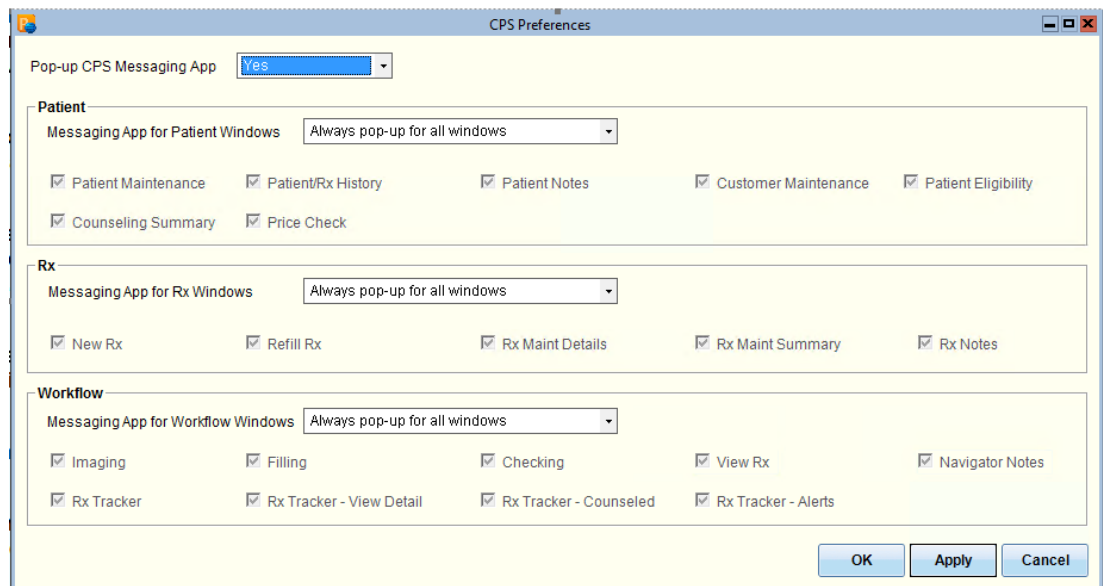 CPS Preferences
Pop-up CPS Messaging App Yes
Patient
Messaging App for Patient Windows Always pop-up for all windows
Patient Maintenance Patient/Rx History Patient Notes Customer Maintenance Patient Eligibility
Counseling Summary Price Check
Rx
Messaging App for Rx Windows Always pop-up for all windows
New Rx Refill Rx Rx Maint Details Rx Maint Summary Rx Notes
Workflow
Messaging App for Workflow Windows Always pop-up for all windows
Imaging Filling Checking View Rx Navigator Notes
Rx Tracker Rx Tracker - View Detail Rx Tracker - Counseled Rx Tracker - Alerts
OK Apply Cancel